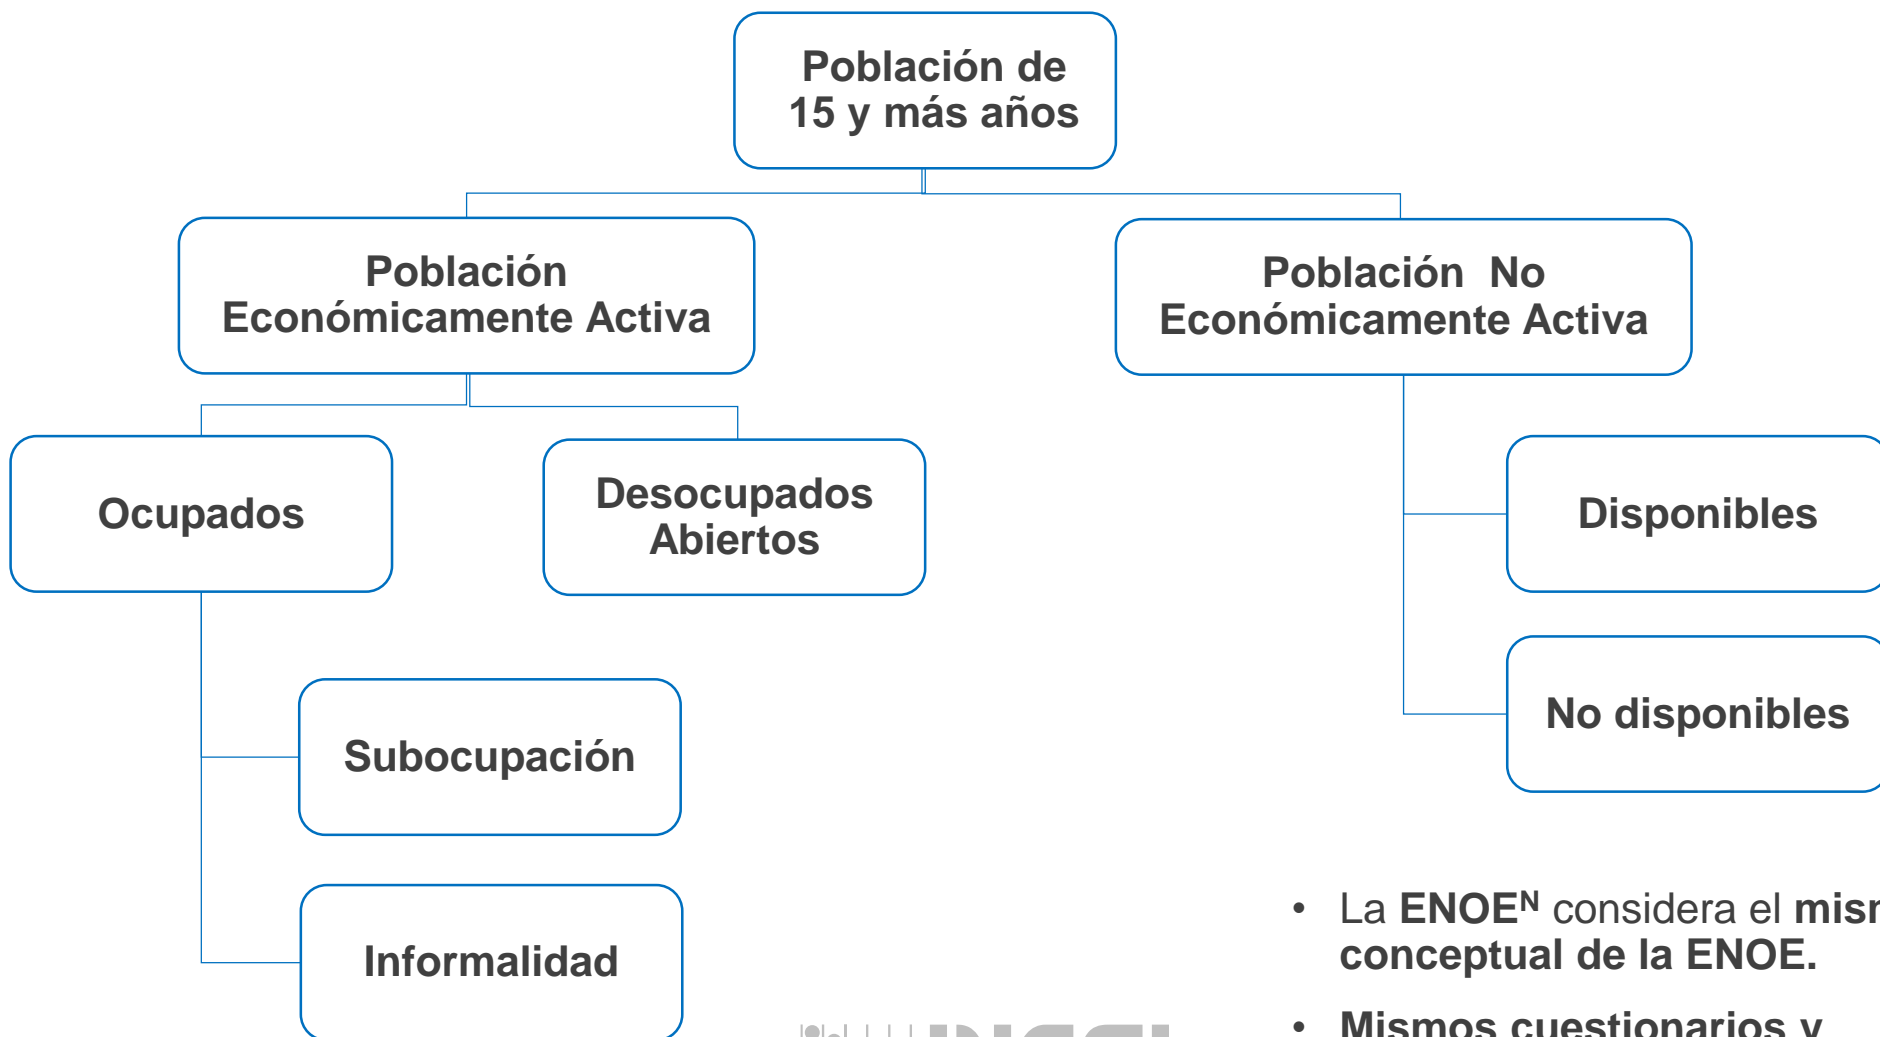 Población de
15 y más años
Población
Económicamente Activa
Población No
Económicamente Activa
Ocupados
Desocupados
Abiertos
Disponibles
No disponibles
Subocupación
Informalidad
• La ENOEᴺ considera el
conceptual de la ENOE.
• Mismos cuestionarios y